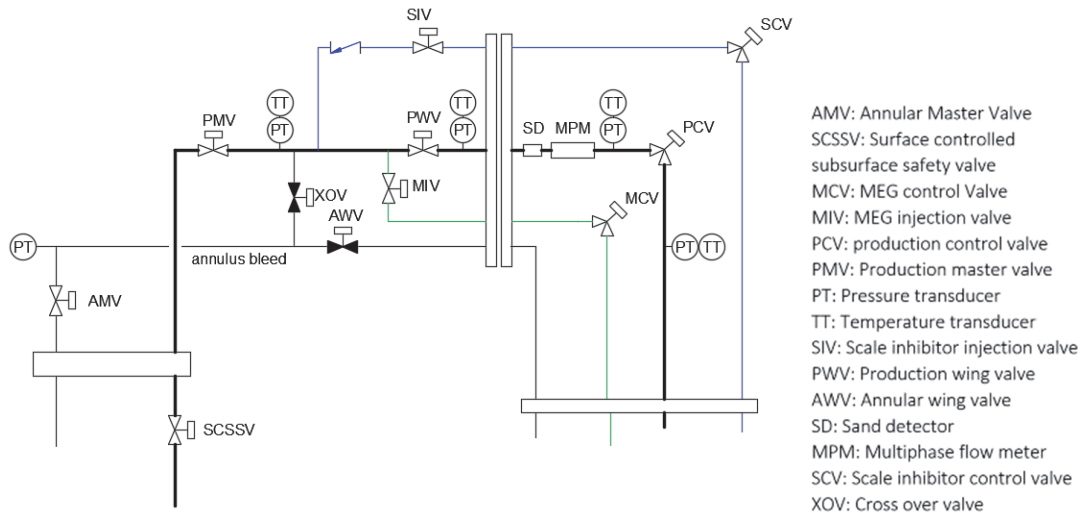 SIV
SCV
TT
TT
TT
PMV
PT
PWV
PT
SD
MPM
PT
PCV
XOV
MIV
MCV
AWV
PT
annulus bleed
PT
TT
AMV
SCSSV
AMV: Annular Master Valve
SCSSV: Surface controlled
subsurface safety valve
MCV: MEG control Valve
MIV: MEG injection valve
PCV: production control valve
PMV: Production master valve
PT: Pressure transducer
TT: Temperature transducer
SIV: Scale inhibitor injection valve
PWV: Production wing valve
AWV: Annular wing valve
SD: Sand detector
MPM: Multiphase flow meter
SCV: Scale inhibitor control valve
XOV: Cross over valve